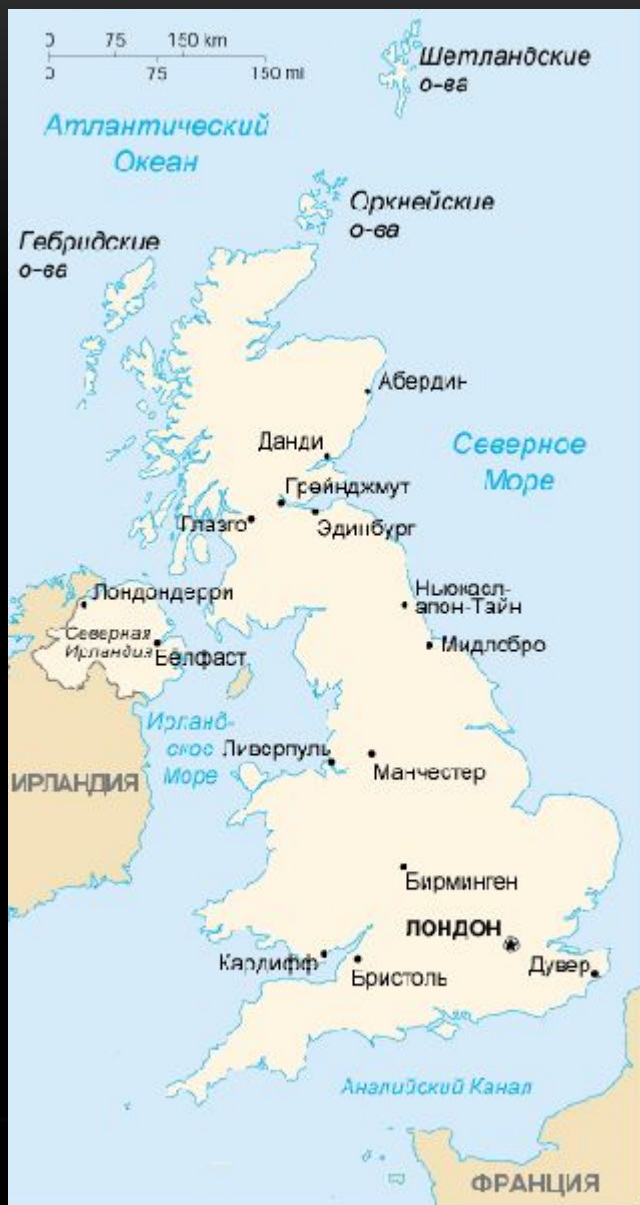 0 75 150 km
0 75 150 mi
Шетландские
о-ва
Атлантический
Океан
Оркнейские
о-ва
Гебридские
о-ва
Абердин
Данди
Северное
Море
Грейнджмут
Глазго
Эдинбург
Лондондерри
Ньюкасл-
апон-Тайн
Северная
Ирландия
Белфаст
Мидлсбро
Ирланд-
ское
Море
Ливерпуль
Манчестер
ИРЛАНДИЯ
Бирминген
ЛОНДОН
Кардифф
Бристоль
Дувер
Английский Канал
ФРАНЦИЯ